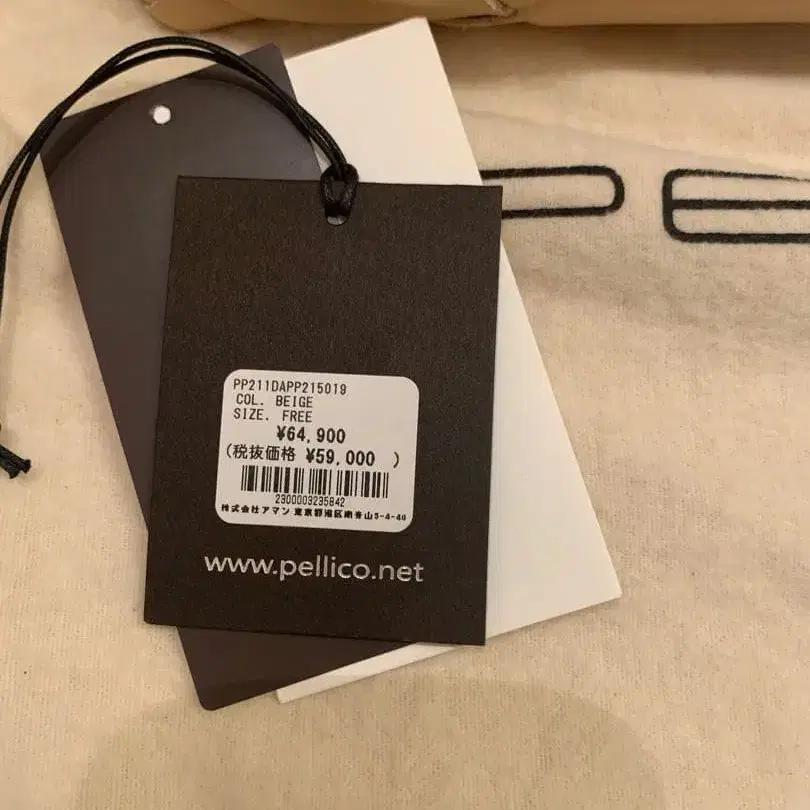 PE
PP211DAPP215019
COL. BEIGE
SIZE. FREE
¥64,900
(税抜価格 ¥59,000 )
2300003235842
株式会社アマン 東京都港区南青山5-4-40
www.pellico.net